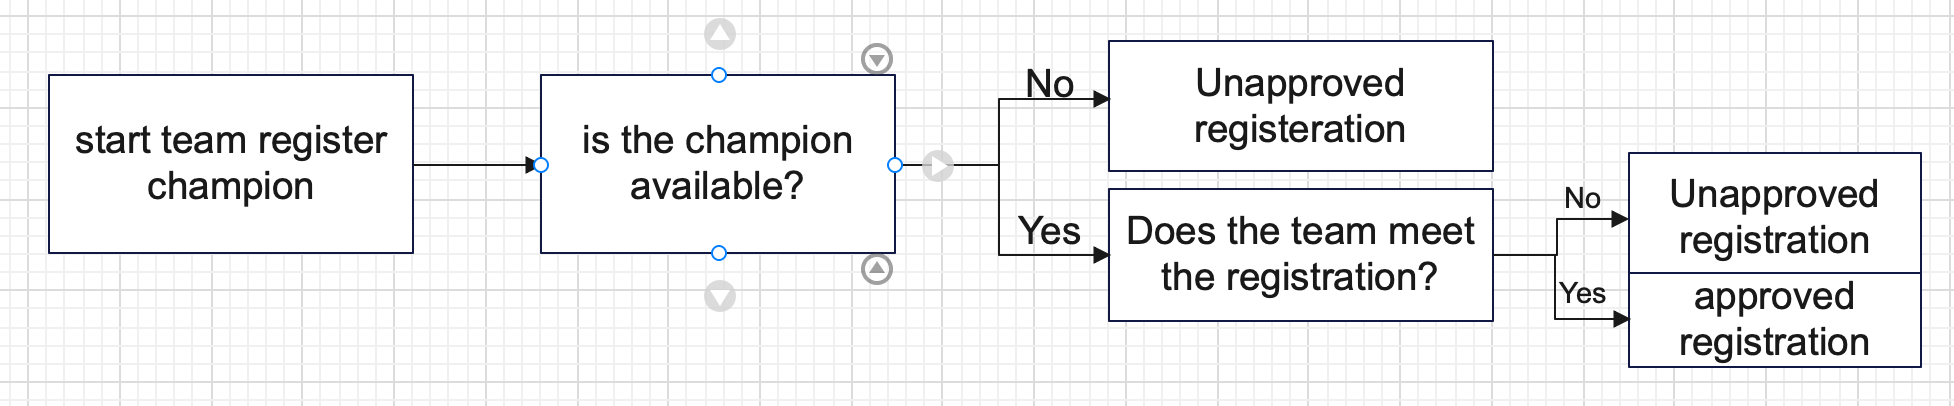 start team register
champion
is the champion
available?
No
Unapproved
registeration
Yes
Does the team meet
the registration?
No
Unapproved
registration
Yes
approved
registration